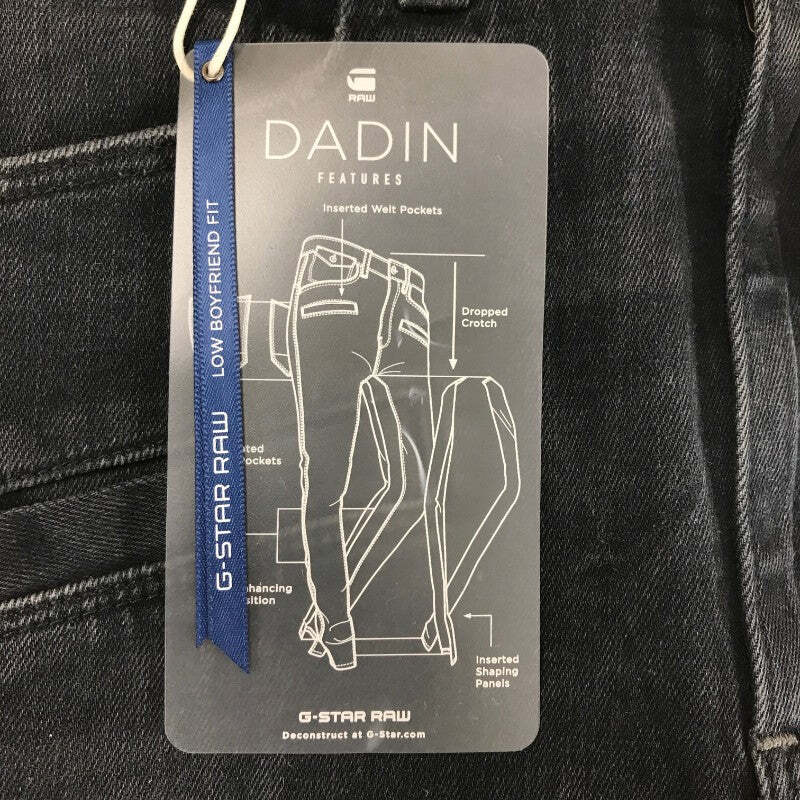 RAW
DADIN
FEATURES
Inserted Welt Pockets
Dropped
Crotch
Pockets
Inserted
Shaping
Panels
G-STAR RAW
Deconstruct at G-Star.com
G-STAR RAW LOW BOYFRIEND FIT